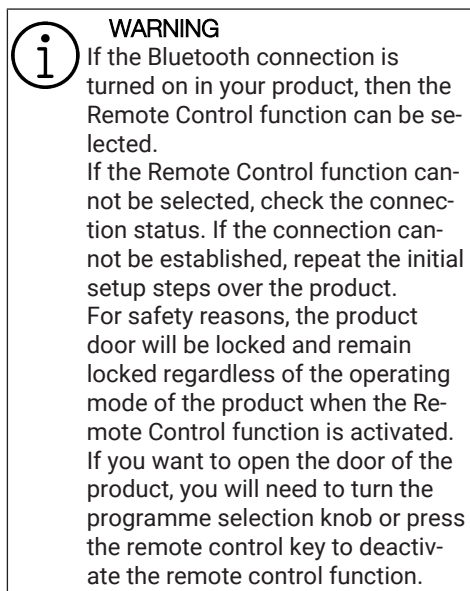 WARNING
If the Bluetooth connection is
turned on in your product, then the
Remote Control function can be se-
lected.
If the Remote Control function can-
not be selected, check the connec-
tion status. If the connection can-
not be established, repeat the initial
setup steps over the product.
For safety reasons, the product
door will be locked and remain
locked regardless of the operating
mode of the product when the Re-
mote Control function is activated.
If you want to open the door of the
product, you will need to turn the
programme selection knob or press
the remote control key to deactiv-
ate the remote control function.